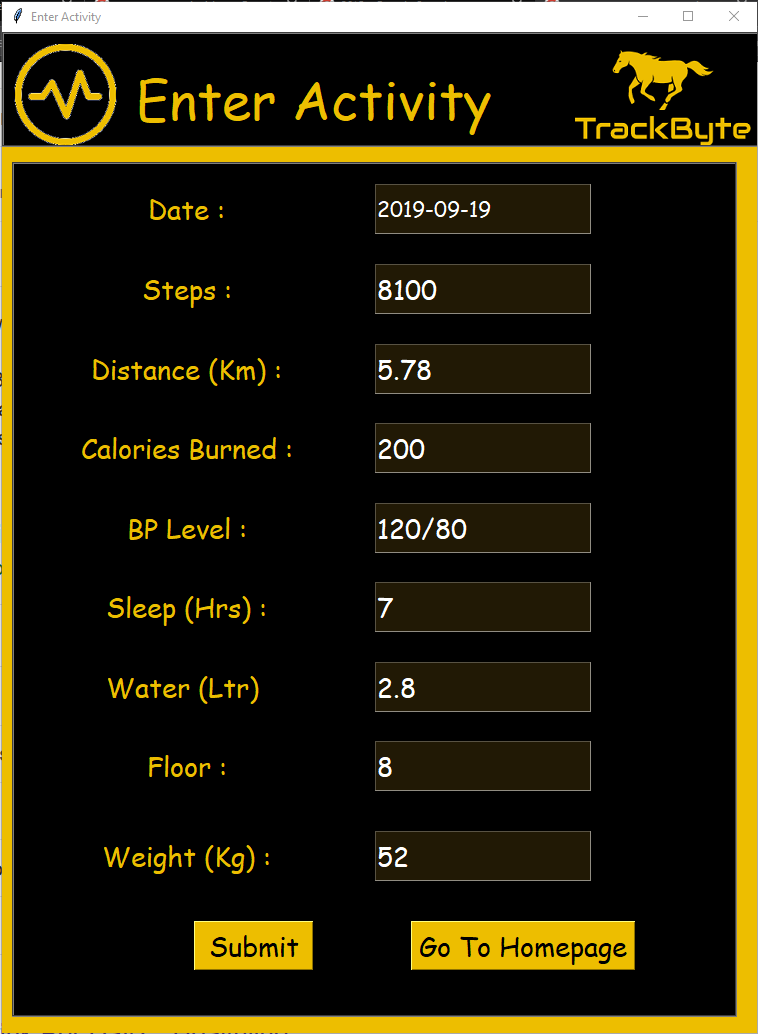 Enter Activity
Enter Activity
TrackByte
Date : 2019-09-19
Steps : 8100
Distance (Km) : 5.78
Calories Burned : 200
BP Level : 120/80
Sleep (Hrs) : 7
Water (Ltr) 2.8
Floor : 8
Weight (Kg) : 52
Submit Go To Homepage